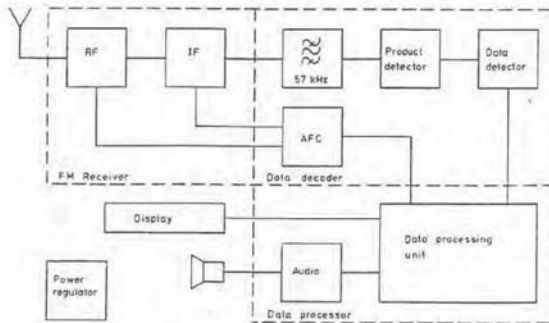 RF
IF
57 kHz
Product
detector
Data
detector
AFC
FM Receiver
Data decoder
Display
Data processing
unit
Audio
Power
regulator
Data processor